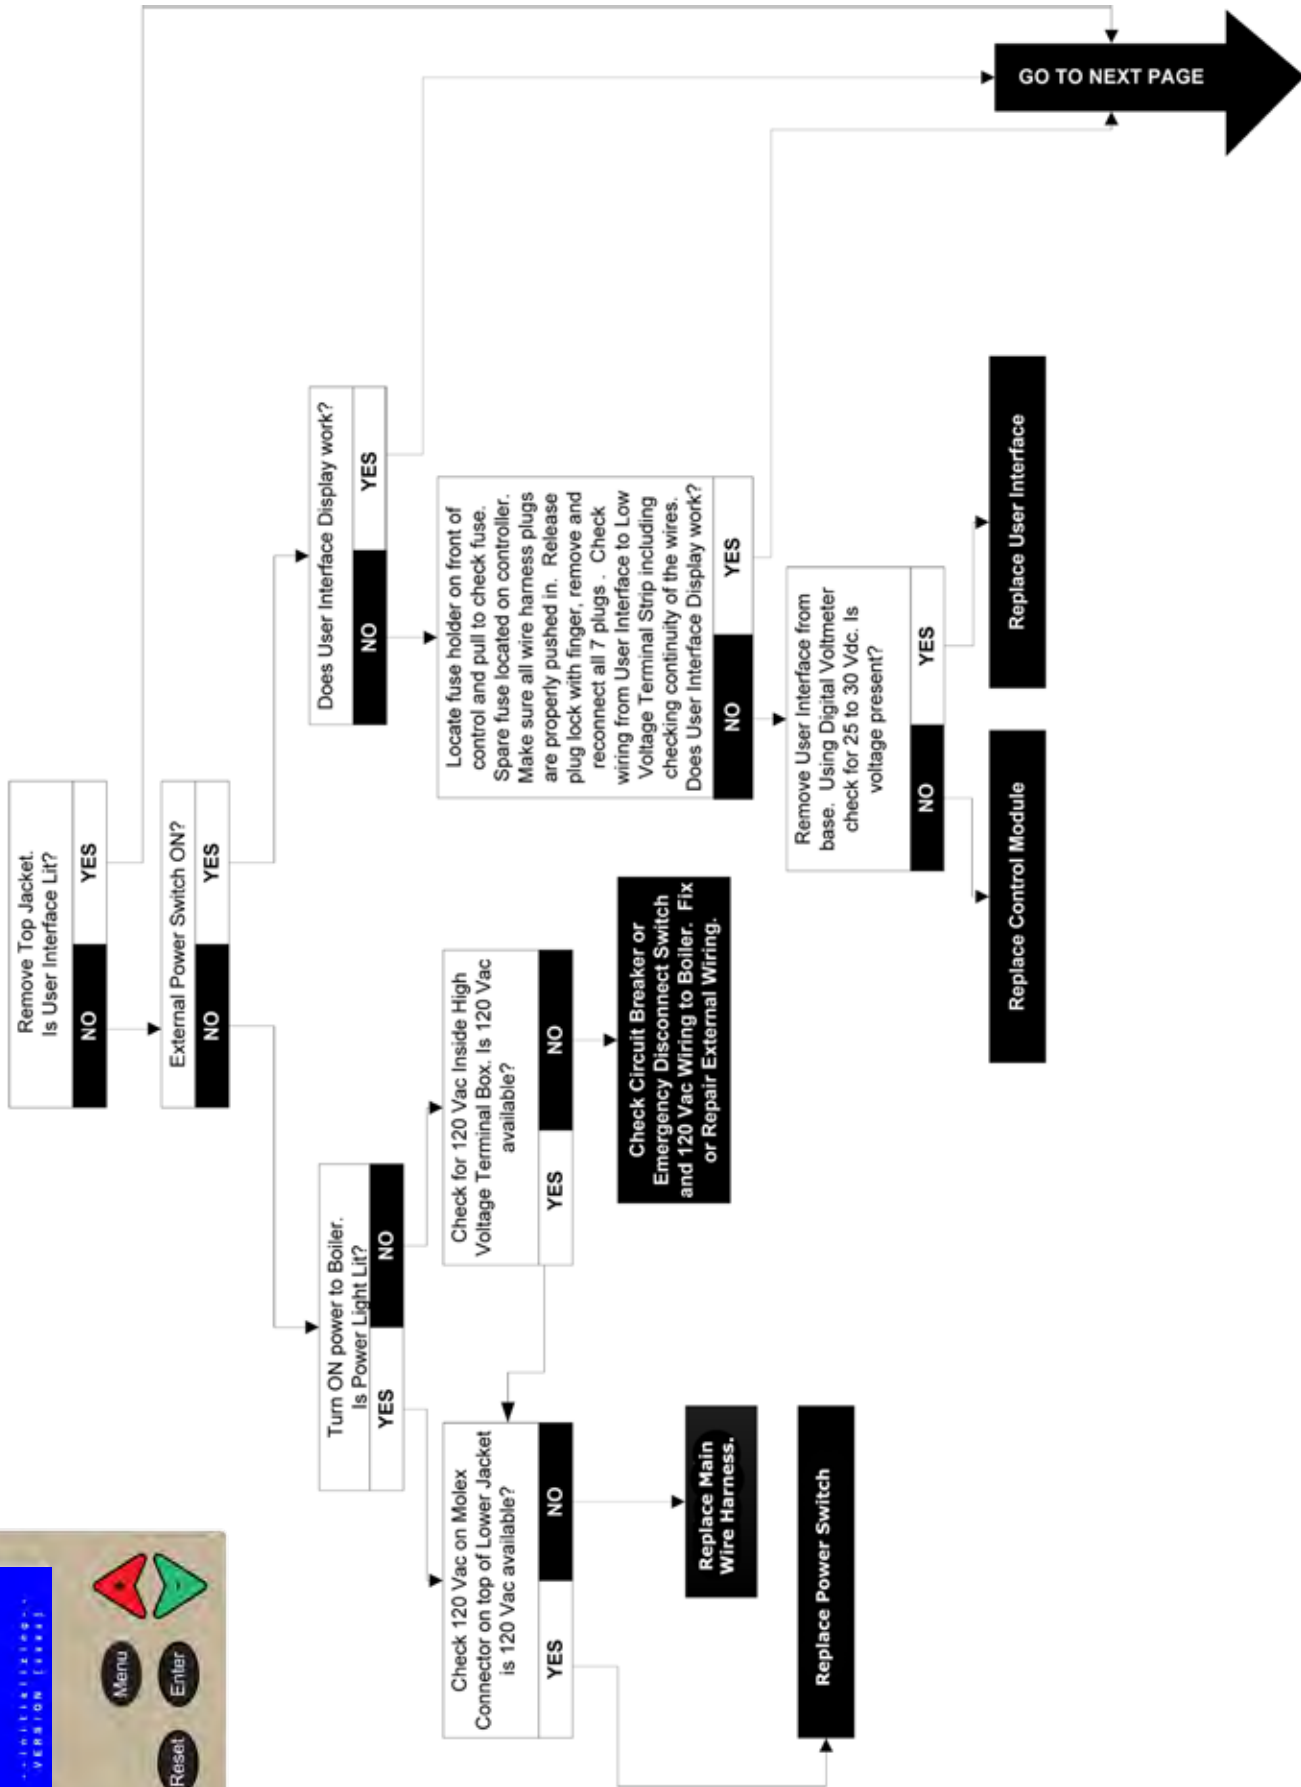 --initializing--
VERSION [xxxx]
Menu
Reset
Enter
+
-
Remove Top Jacket.
Is User Interface Lit?
NO
YES
External Power Switch ON?
NO
YES
Turn ON power to Boiler.
Is Power Light Lit?
YES
NO
Does User Interface Display work?
NO
YES
Check 120 Vac on Molex
Connector on top of Lower Jacket
is 120 Vac available?
YES
NO
Check for 120 Vac Inside High
Voltage Terminal Box. Is 120 Vac
available?
YES
NO
Locate fuse holder on front of
control and pull to check fuse.
Spare fuse located on controller.
Make sure all wire harness plugs
are properly pushed in. Release
plug lock with finger, remove and
reconnect all 7 plugs . Check
wiring from User Interface to Low
Voltage Terminal Strip including
checking continuity of the wires.
Does User Interface Display work?
NO
YES
Replace Main
Wire Harness.
Replace Power Switch
Check Circuit Breaker or
Emergency Disconnect Switch
and 120 Vac Wiring to Boiler. Fix
or Repair External Wiring.
Remove User Interface from
base. Using Digital Voltmeter
check for 25 to 30 Vdc. Is
voltage present?
NO
YES
Replace Control Module
Replace User Interface
GO TO NEXT PAGE